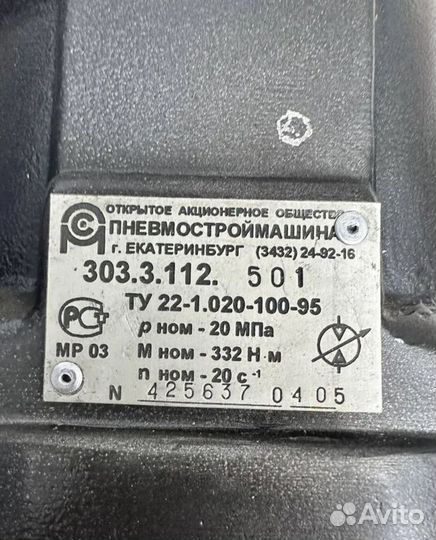 ОТКРЫТОЕ АКЦИОНЕРНОЕ ОБЩЕСТВО
ПНЕВМОСТРОЙМАШИНА
г. ЕКАТЕРИНБУРГ (3432) 24-92-16
303.3.112. 501
ТУ 22-1.020-100-95
р ном - 20 МПа
МР 03 М ном - 332 Н·м
n ном - 20 с⁻¹
N 425637 0405
Avito